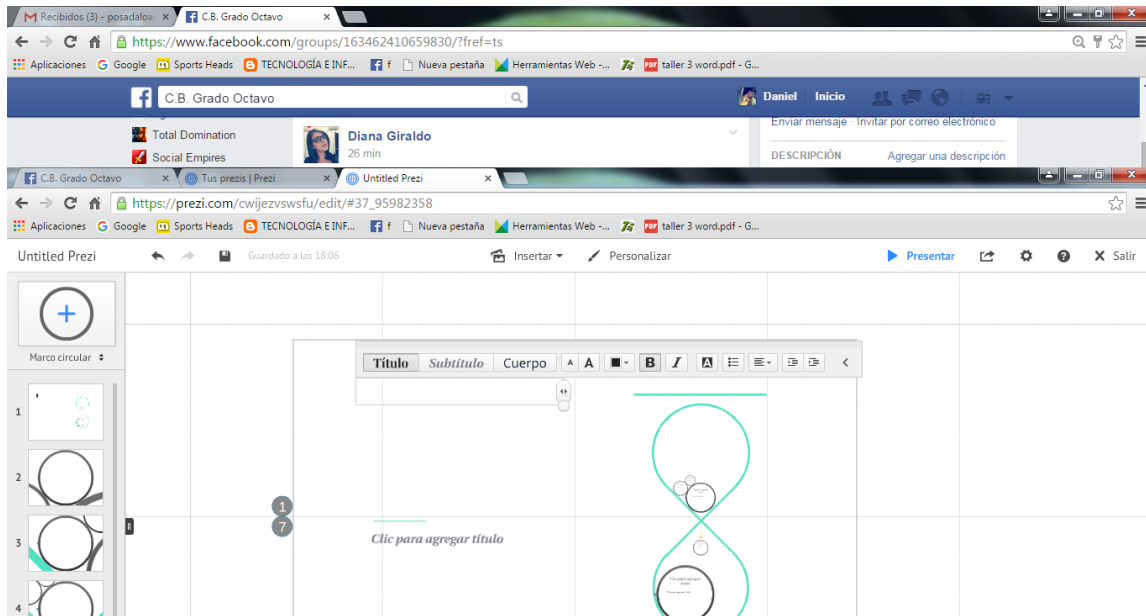 Recibidos (3) - posadaloai
C.B. Grado Octavo
https://www.facebook.com/groups/163462410659830/?fref=ts
Aplicaciones Google Sports Heads TECNOLOGÍA E INF... f Nueva pestaña Herramientas Web -... taller 3 word.pdf - G...
C.B. Grado Octavo Daniel Inicio
Total Domination
Social Empires
Diana Giraldo
26 min
Enviar mensaje · Invitar por correo electrónico
DESCRIPCIÓN Agregar una descripción
C.B. Grado Octavo Tus prezis | Prezi Untitled Prezi
https://prezi.com/cwijezvswsfu/edit/#37_95982358
Aplicaciones Google Sports Heads TECNOLOGÍA E INF... f Nueva pestaña Herramientas Web -... taller 3 word.pdf - G...
Untitled Prezi Guardado a las 18:06 Insertar Personalizar Presentar Salir
Marco circular
Título Subtítulo Cuerpo A A B I A
1
2
3
4
1
7
Clic para agregar título